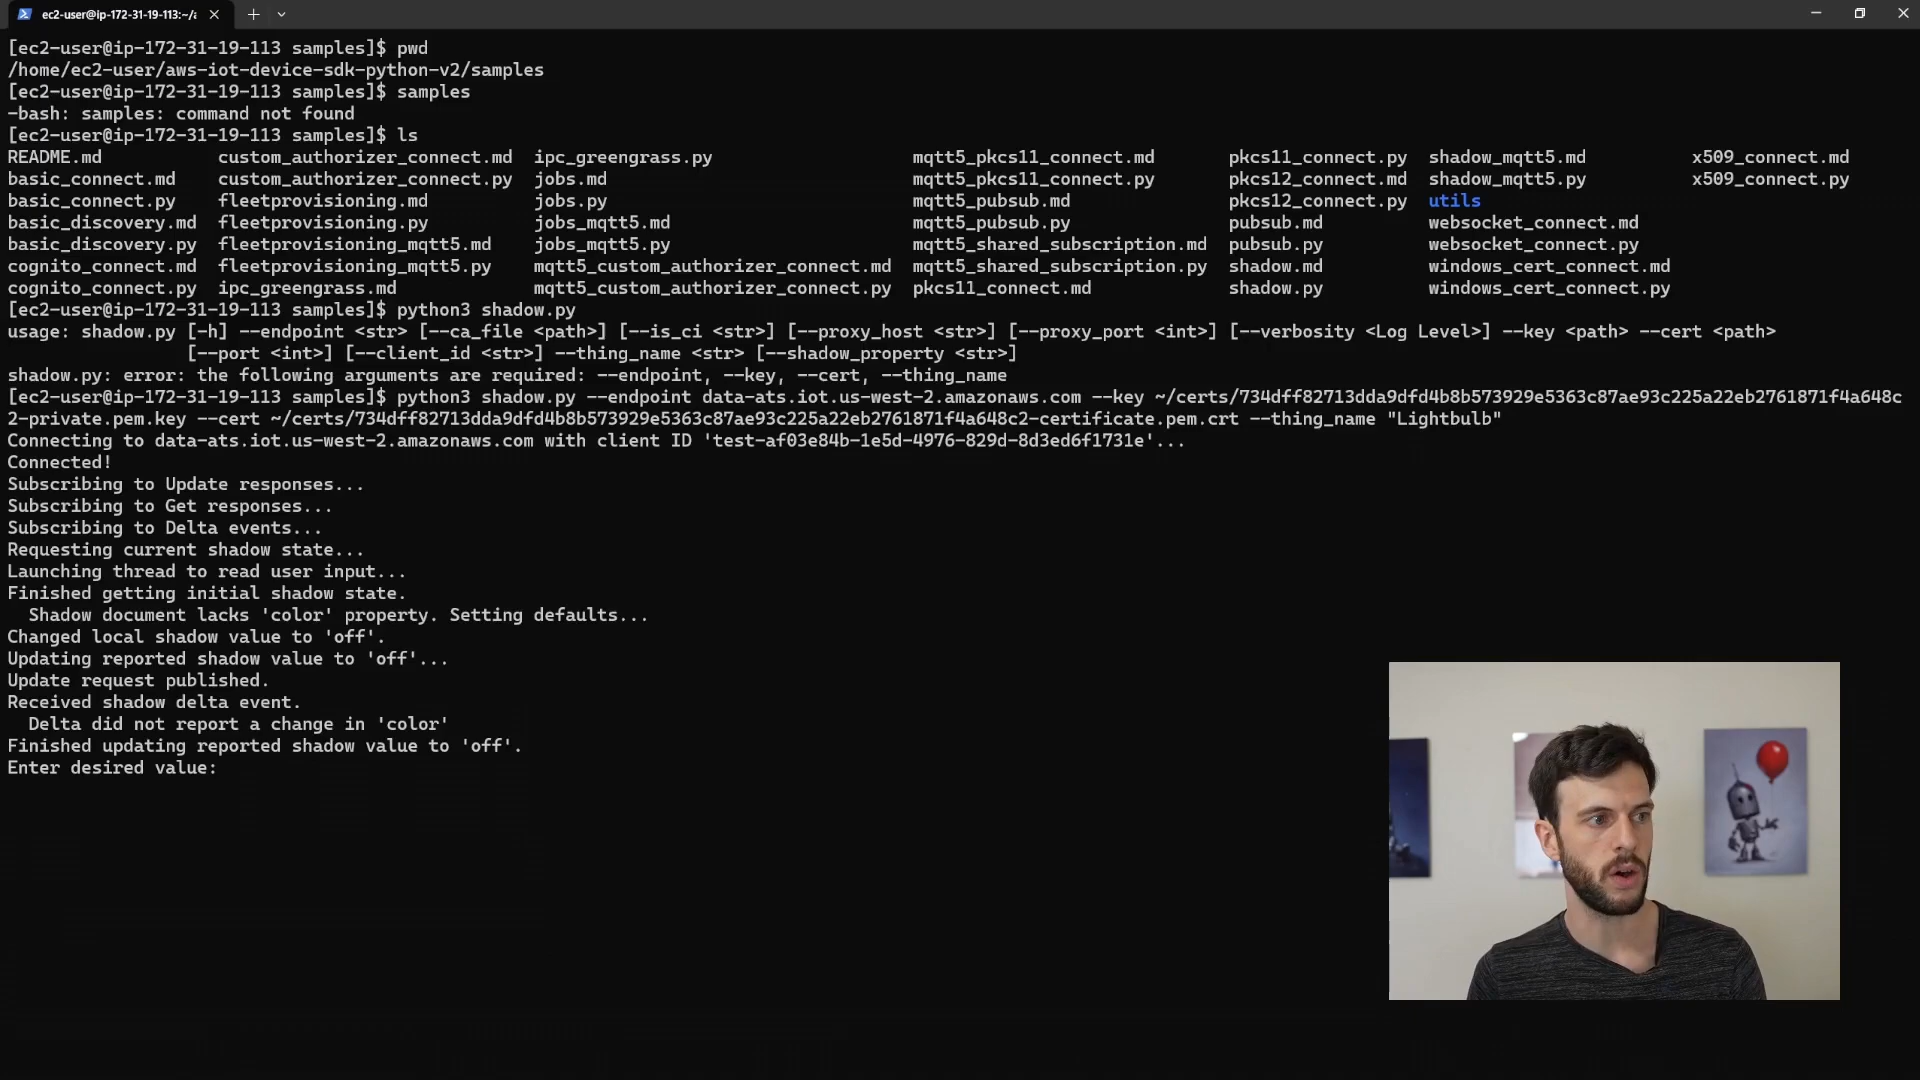 ec2-user@ip-172-31-19-113:~/a
[ec2-user@ip-172-31-19-113 samples]$ pwd
/home/ec2-user/aws-iot-device-sdk-python-v2/samples
[ec2-user@ip-172-31-19-113 samples]$ samples
-bash: samples: command not found
[ec2-user@ip-172-31-19-113 samples]$ ls
README.md custom_authorizer_connect.md ipc_greengrass.py mqtt5_pkcs11_connect.md pkcs11_connect.py shadow_mqtt5.md x509_connect.md
basic_connect.md custom_authorizer_connect.py jobs.md mqtt5_pkcs11_connect.py pkcs12_connect.md shadow_mqtt5.py x509_connect.py
basic_connect.py fleetprovisioning.md jobs.py mqtt5_pubsub.md pkcs12_connect.py utils
basic_discovery.md fleetprovisioning.py jobs_mqtt5.md mqtt5_pubsub.py pubsub.md websocket_connect.md
basic_discovery.py fleetprovisioning_mqtt5.md jobs_mqtt5.py mqtt5_shared_subscription.md pubsub.py websocket_connect.py
cognito_connect.md fleetprovisioning_mqtt5.py mqtt5_custom_authorizer_connect.md mqtt5_shared_subscription.py shadow.md windows_cert_connect.md
cognito_connect.py ipc_greengrass.md mqtt5_custom_authorizer_connect.py pkcs11_connect.md shadow.py windows_cert_connect.py
[ec2-user@ip-172-31-19-113 samples]$ python3 shadow.py
usage: shadow.py [-h] --endpoint <str> [--ca_file <path>] [--is_ci <str>] [--proxy_host <str>] [--proxy_port <int>] [--verbosity <Log Level>] --key <path> --cert <path>
[--port <int>] [--client_id <str>] --thing_name <str> [--shadow_property <str>]
shadow.py: error: the following arguments are required: --endpoint, --key, --cert, --thing_name
[ec2-user@ip-172-31-19-113 samples]$ python3 shadow.py --endpoint data-ats.iot.us-west-2.amazonaws.com --key ~/certs/734dff82713dda9dfd4b8b573929e5363c87ae93c225a22eb2761871f4a648c
2-private.pem.key --cert ~/certs/734dff82713dda9dfd4b8b573929e5363c87ae93c225a22eb2761871f4a648c2-certificate.pem.crt --thing_name "Lightbulb"
Connecting to data-ats.iot.us-west-2.amazonaws.com with client ID 'test-af03e84b-1e5d-4976-829d-8d3ed6f1731e'...
Connected!
Subscribing to Update responses...
Subscribing to Get responses...
Subscribing to Delta events...
Requesting current shadow state...
Launching thread to read user input...
Finished getting initial shadow state.
Shadow document lacks 'color' property. Setting defaults...
Changed local shadow value to 'off'.
Updating reported shadow value to 'off'...
Update request published.
Received shadow delta event.
Delta did not report a change in 'color'
Finished updating reported shadow value to 'off'.
Enter desired value: